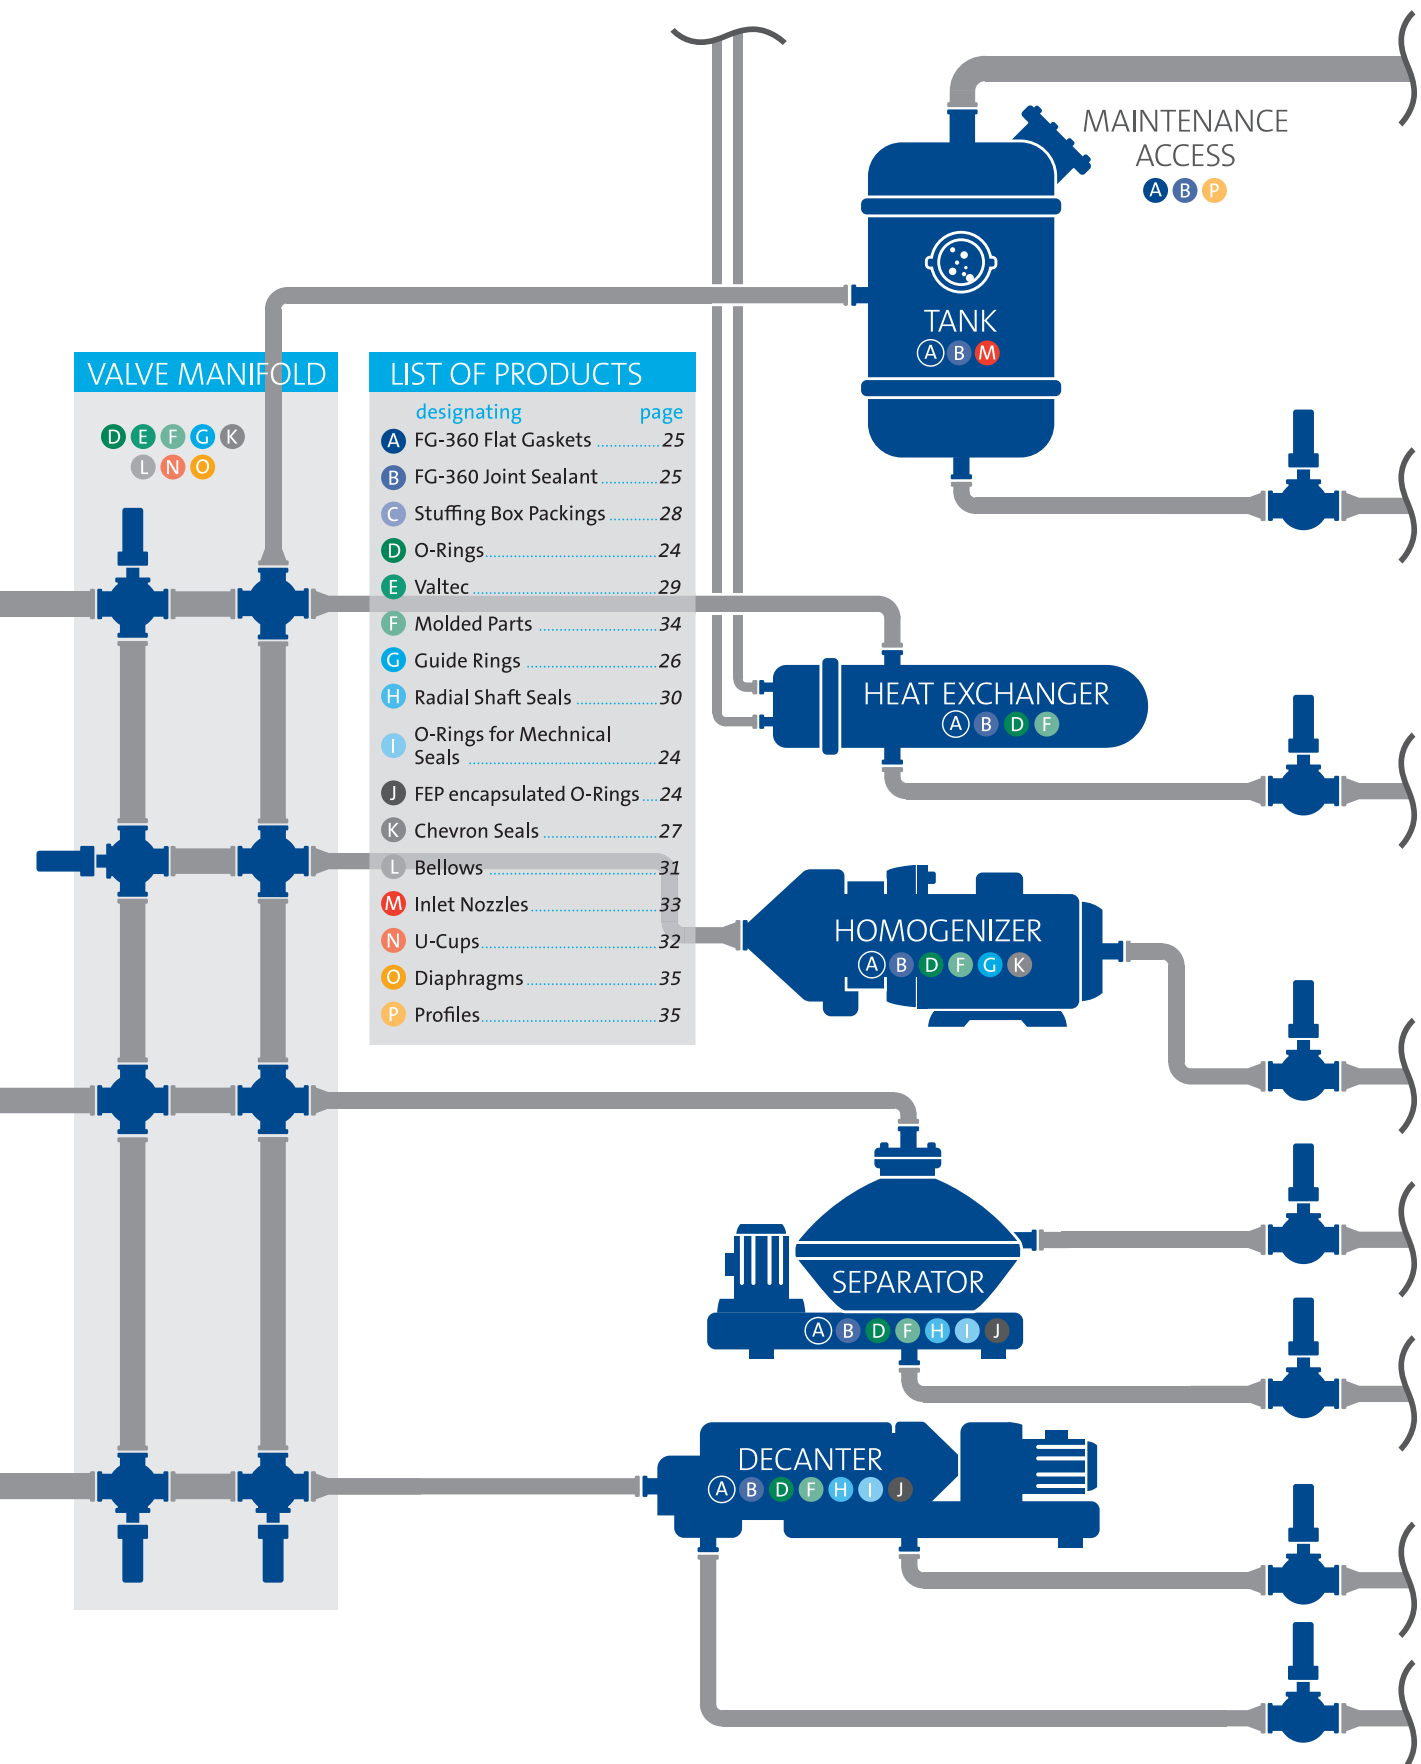 MAINTENANCE
ACCESS
A B P
TANK
A B M
VALVE MANIFOLD
D E F G K
L N O
LIST OF PRODUCTS
designating page
A FG-360 Flat Gaskets ............... 25
B FG-360 Joint Sealant ............... 25
C Stuffing Box Packings ............... 28
D O-Rings ............... 24
E Valtec ............... 29
F Molded Parts ............... 34
G Guide Rings ............... 26
H Radial Shaft Seals ............... 30
I O-Rings for Mechnical
Seals ............... 24
J FEP encapsulated O-Rings .... 24
K Chevron Seals ............... 27
L Bellows ............... 31
M Inlet Nozzles ............... 33
N U-Cups ............... 32
O Diaphragms ............... 35
P Profiles ............... 35
HEAT EXCHANGER
A B D F
HOMOGENIZER
A B D F G K
SEPARATOR
A B D F H I J
DECANTER
A B D F H I J